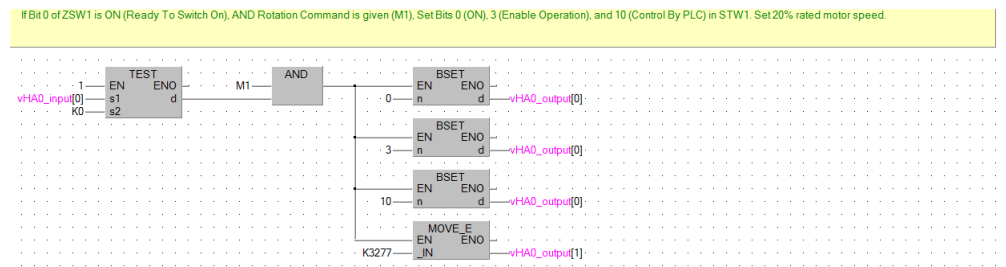 If Bit 0 of ZSW1 is ON (Ready To Switch On), AND Rotation Command is given (M1), Set Bits 0 (ON), 3 (Enable Operation), and 10 (Control By PLC) in STW1. Set 20% rated motor speed.
TEST
1 EN ENO
vHA0_input[0] s1 d
K0 s2
M1 AND
BSET
EN ENO
0 n d vHA0_output[0]
BSET
EN ENO
3 n d vHA0_output[0]
BSET
EN ENO
10 n d vHA0_output[0]
MOVE_E
EN ENO
K3277 _IN vHA0_output[1]